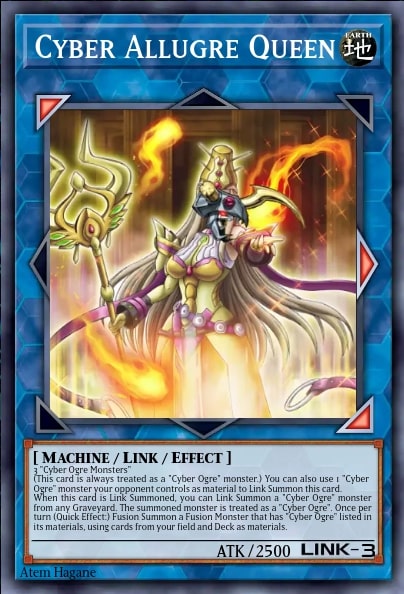 CYBER ALLUGRE QUEEN
EARTH
地
[ MACHINE / LINK / EFFECT ]
3 "Cyber Ogre Monsters"
(This card is always treated as a "Cyber Ogre" monster.) You can also use 1 "Cyber
Ogre" monster your opponent controls as material to Link Summon this card.
When this card is Link Summoned, you can Link Summon a "Cyber Ogre" monster
from any Graveyard. The summoned monster is treated as a "Cyber Ogre". Once per
turn (Quick Effect:) Fusion Summon a Fusion Monster that has "Cyber Ogre" listed in
its materials, using cards from your field and Deck as materials.
ATK / 2500 LINK-3
Atem Hagane